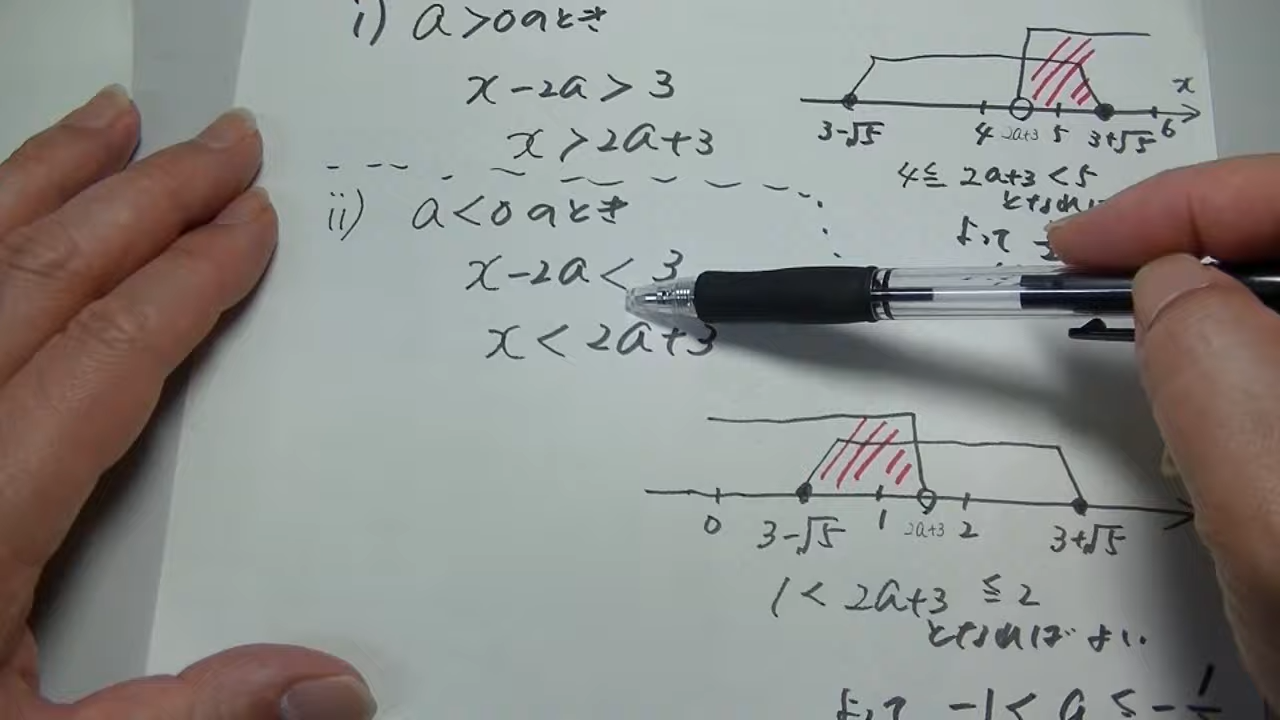 i) a>0のとき
x-2a>3
x>2a+3
3-√5 4 2a+3 5 3+√5 6 x
4≦2a+3<5
とすれば
よって
ii) a<0のとき
x-2a<3
x<2a+3
0 3-√5 1 2a+3 2 3+√5
1<2a+3≦2
とすればよい.
よって -1<a≦-